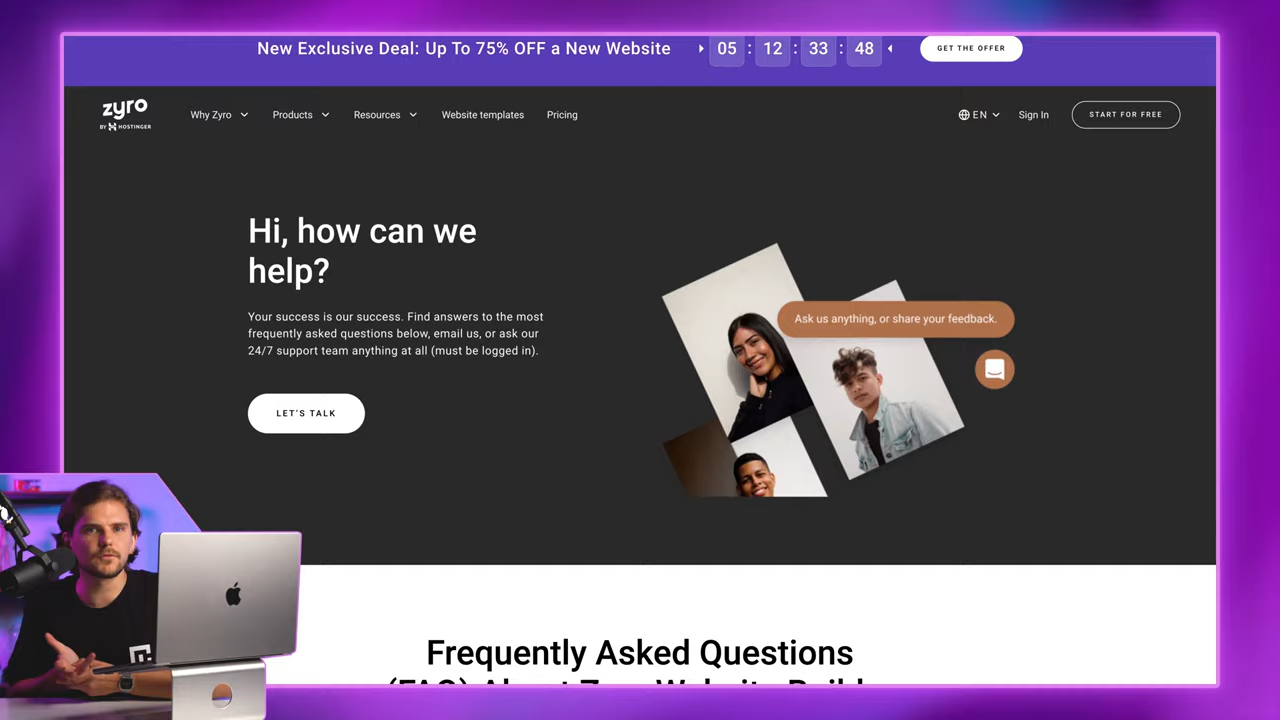 New Exclusive Deal: Up To 75% OFF a New Website
05 : 12 : 33 : 48
GET THE OFFER
zyro
BY HOSTINGER
Why Zyro
Products
Resources
Website templates
Pricing
EN
Sign In
START FOR FREE
Hi, how can we
help?
Your success is our success. Find answers to the most
frequently asked questions below, email us, or ask our
24/7 support team anything at all (must be logged in).
LET'S TALK
Ask us anything, or share your feedback.
Frequently Asked Questions
(FAQ) About Zyro Website